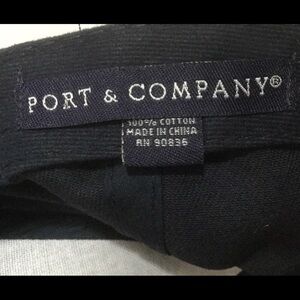 PORT & COMPANY®
100% COTTON
MADE IN CHINA
RN 90836